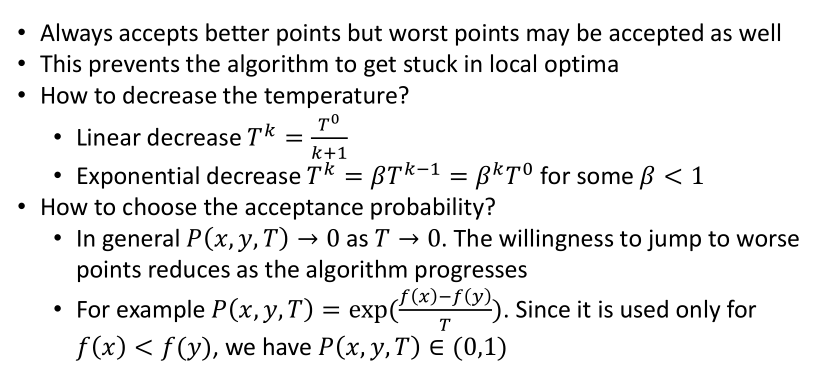 • Always accepts better points but worst points may be accepted as well
• This prevents the algorithm to get stuck in local optima
• How to decrease the temperature?
• Linear decrease $T^k = \frac{T^0}{k+1}$
• Exponential decrease $T^k = \beta T^{k-1} = \beta^k T^0$ for some $\beta < 1$
• How to choose the acceptance probability?
• In general $P(x, y, T) \to 0$ as $T \to 0$. The willingness to jump to worse
points reduces as the algorithm progresses
• For example $P(x, y, T) = \exp(\frac{f(x)-f(y)}{T})$. Since it is used only for
$f(x) < f(y)$, we have $P(x, y, T) \in (0,1)$